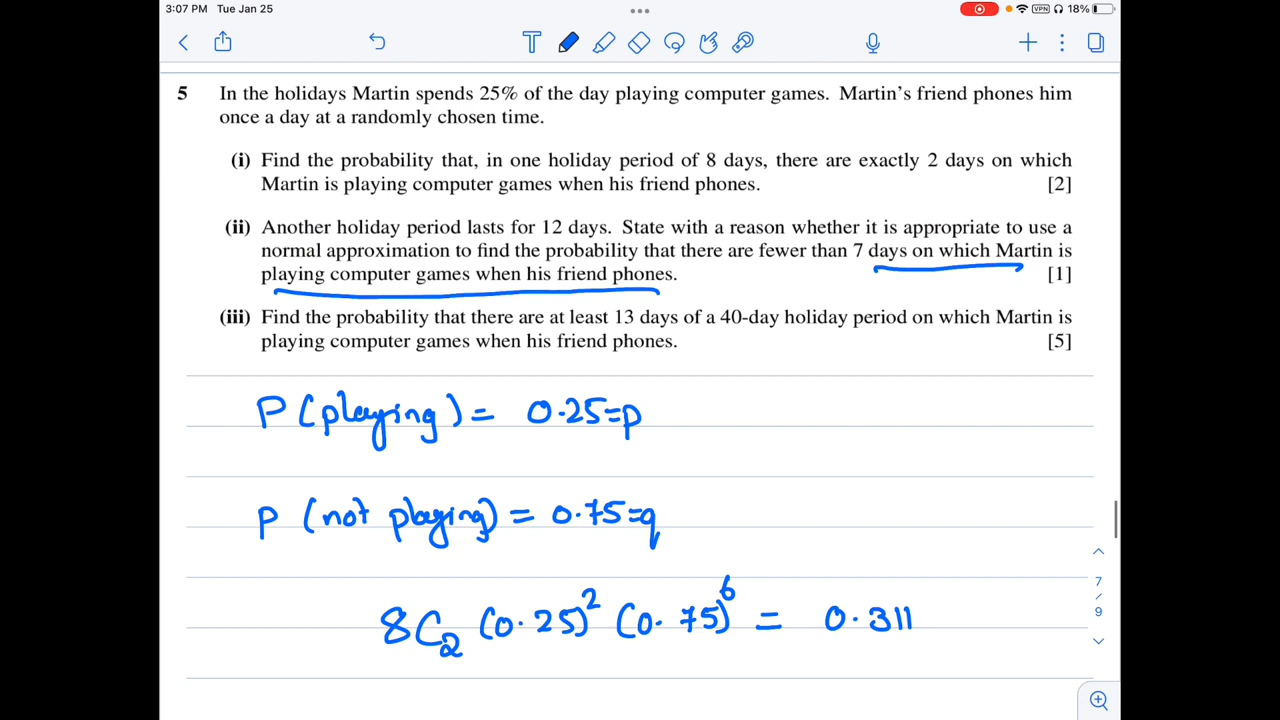 3:07 PM Tue Jan 25
VPN 18%
T
5 In the holidays Martin spends 25% of the day playing computer games. Martin's friend phones him
once a day at a randomly chosen time.
(i) Find the probability that, in one holiday period of 8 days, there are exactly 2 days on which
Martin is playing computer games when his friend phones. [2]
(ii) Another holiday period lasts for 12 days. State with a reason whether it is appropriate to use a
normal approximation to find the probability that there are fewer than 7 days on which Martin is
playing computer games when his friend phones. [1]
(iii) Find the probability that there are at least 13 days of a 40-day holiday period on which Martin is
playing computer games when his friend phones. [5]
P (playing) = 0.25=p
P (not playing) = 0.75=q
8C₂ (0.25)² (0.75)⁶ = 0.311
7
/
9